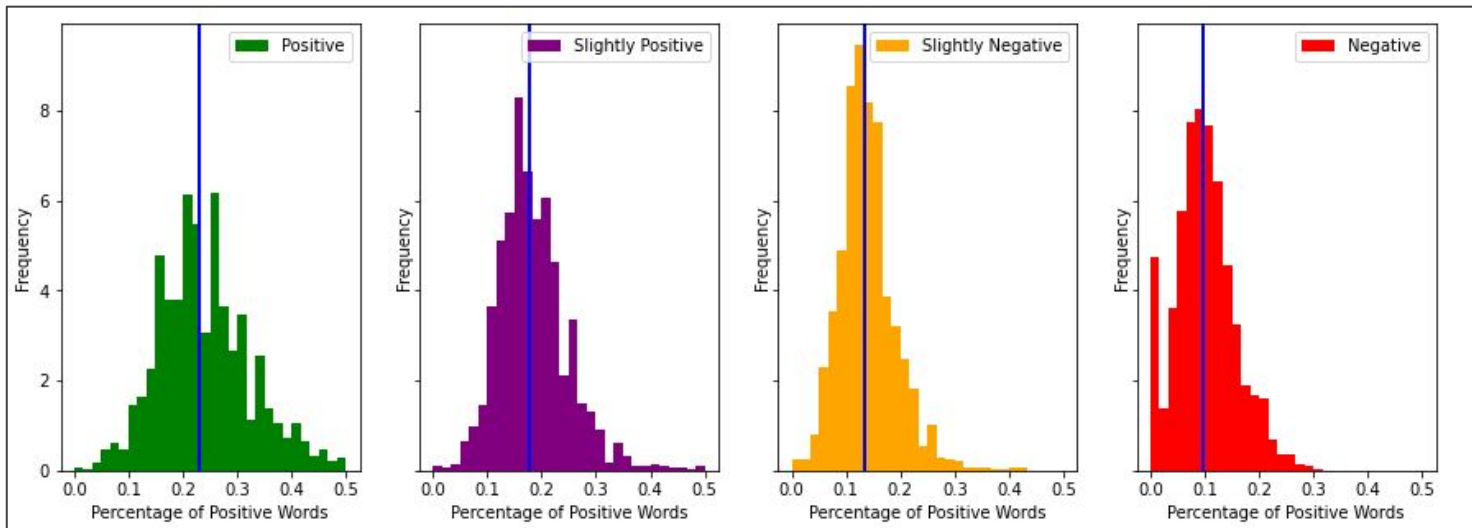 Positive
Slightly Positive
Slightly Negative
Negative
Frequency
8
6
4
2
0
0.0 0.1 0.2 0.3 0.4 0.5
Percentage of Positive Words
Frequency
0.0 0.1 0.2 0.3 0.4 0.5
Percentage of Positive Words
Frequency
0.0 0.1 0.2 0.3 0.4 0.5
Percentage of Positive Words
Frequency
0.0 0.1 0.2 0.3 0.4 0.5
Percentage of Positive Words